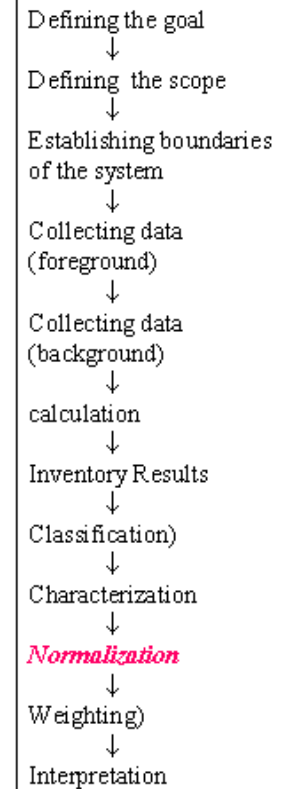 Defining the goal
↓
Defining the scope
↓
Establishing boundaries
of the system
↓
Collecting data
(foreground)
↓
Collecting data
(background)
↓
calculation
↓
Inventory Results
↓
Classification)
↓
Characterization
↓
Normalization
↓
Weighting)
↓
Interpretation